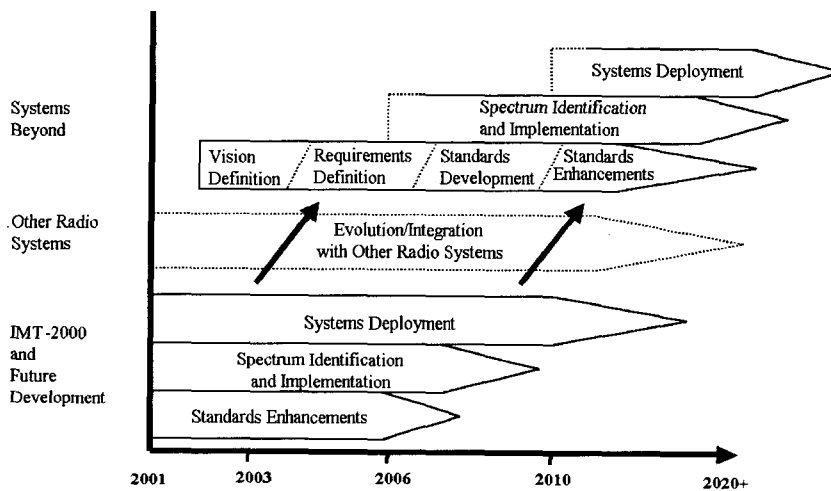 Systems Deployment
Systems
Beyond
Spectrum Identification
and Implementation
Vision
Definition
Requirements
Definition
Standards
Development
Standards
Enhancements
Other Radio
Systems
Evolution/Integration
with Other Radio Systems
IMT-2000
and
Future
Development
Systems Deployment
Spectrum Identification
and Implementation
Standards Enhancements
2001
2003
2006
2010
2020+